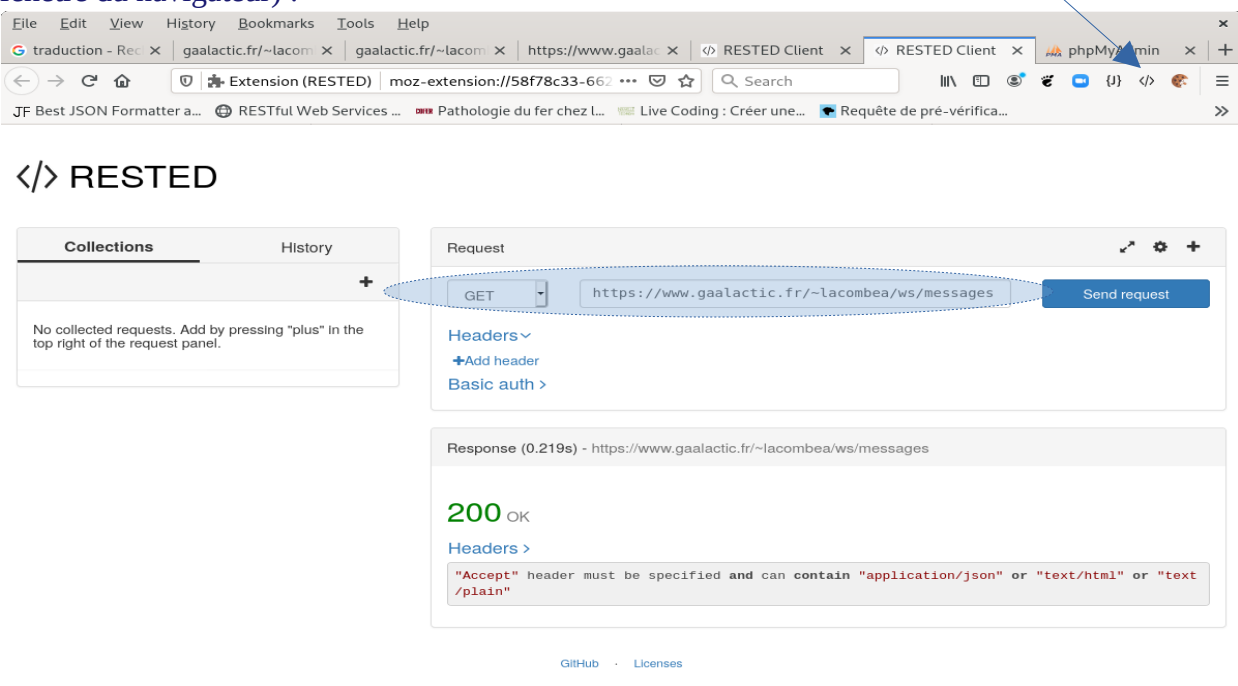 fenêtre du navigateur) :
File Edit View History Bookmarks Tools Help ×
G traduction - Rec × gaalactic.fr/~lacom × gaalactic.fr/~lacom × https://www.gaalac × </> RESTED Client × </> RESTED Client × phpMyAdmin × +
Extension (RESTED) moz-extension://58f78c33-662 ••• Search {J} </>
JF Best JSON Formatter a... RESTful Web Services ... Pathologie du fer chez l... Live Coding : Créer une... Requête de pré-vérifica... »
</> RESTED
Collections History
+
No collected requests. Add by pressing "plus" in the
top right of the request panel.
Request +
GET https://www.gaalactic.fr/~lacombea/ws/messages Send request
Headers
+Add header
Basic auth >
Response (0.219s) - https://www.gaalactic.fr/~lacombea/ws/messages
200 OK
Headers >
"Accept" header must be specified and can contain "application/json" or "text/html" or "text
/plain"
GitHub · Licenses